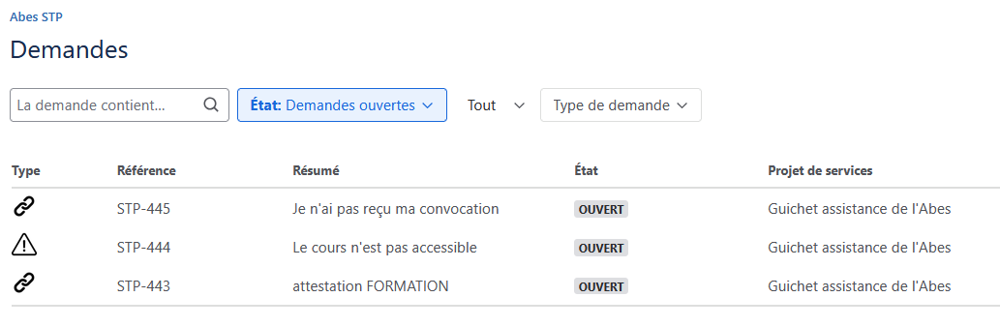 Abes STP
Demandes
La demande contient... État: Demandes ouvertes Tout Type de demande
Type Référence Résumé État Projet de services
STP-445 Je n'ai pas reçu ma convocation OUVERT Guichet assistance de l'Abes
STP-444 Le cours n'est pas accessible OUVERT Guichet assistance de l'Abes
STP-443 attestation FORMATION OUVERT Guichet assistance de l'Abes